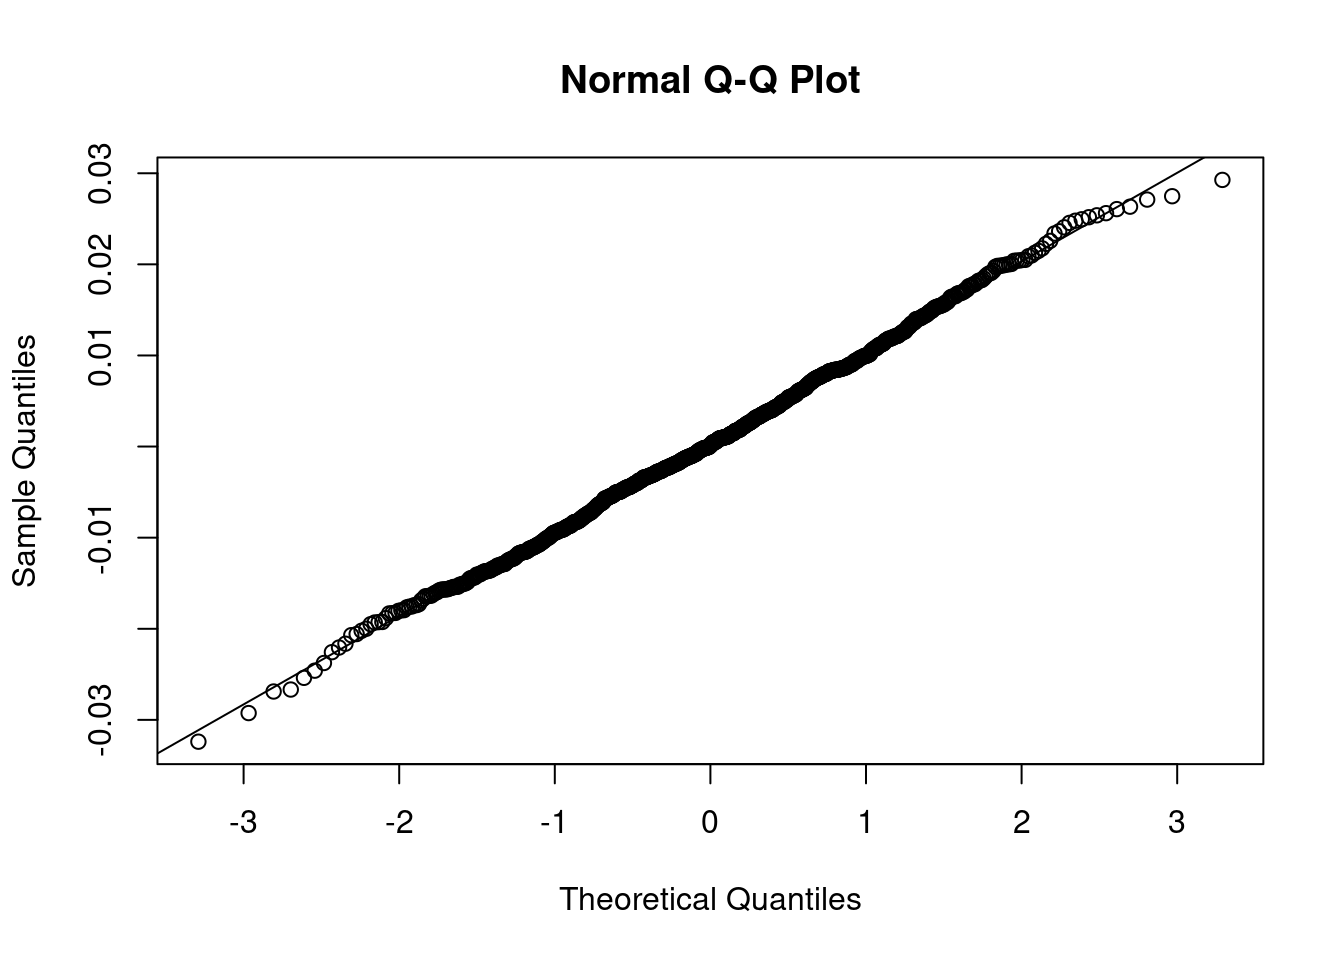 Normal Q-Q Plot
0.03
0.02
0.01
-0.01
-0.03
Sample Quantiles
-3 -2 -1 0 1 2 3
Theoretical Quantiles